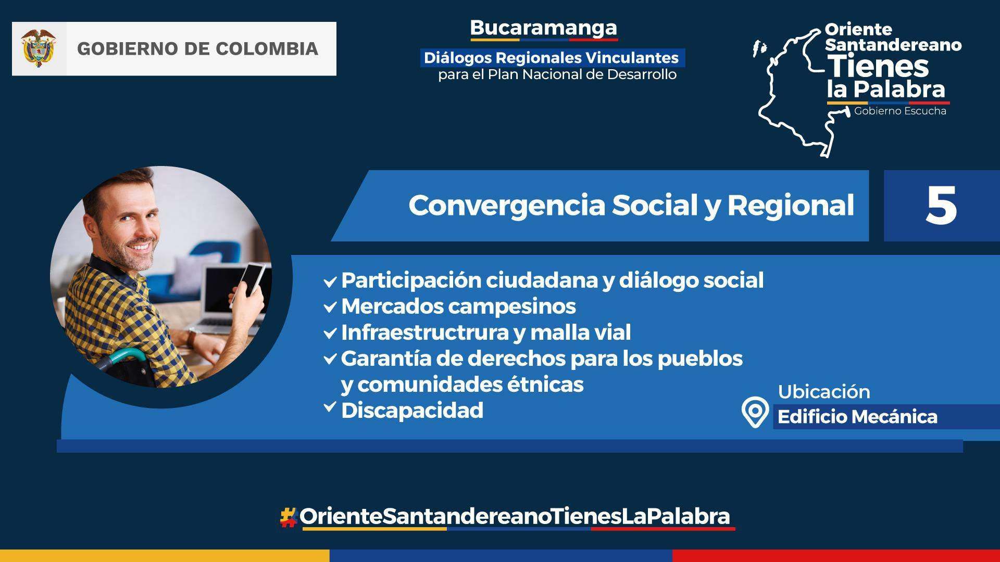 GOBIERNO DE COLOMBIA
Bucaramanga
Diálogos Regionales Vinculantes
para el Plan Nacional de Desarrollo
Oriente
Santandereano
Tienes
la Palabra
Gobierno Escucha
Convergencia Social y Regional
5
Participación ciudadana y diálogo social
Mercados campesinos
Infraestructrura y malla vial
Garantía de derechos para los pueblos
y comunidades étnicas
Discapacidad
Ubicación
Edificio Mecánica
#OrienteSantandereanoTienesLaPalabra